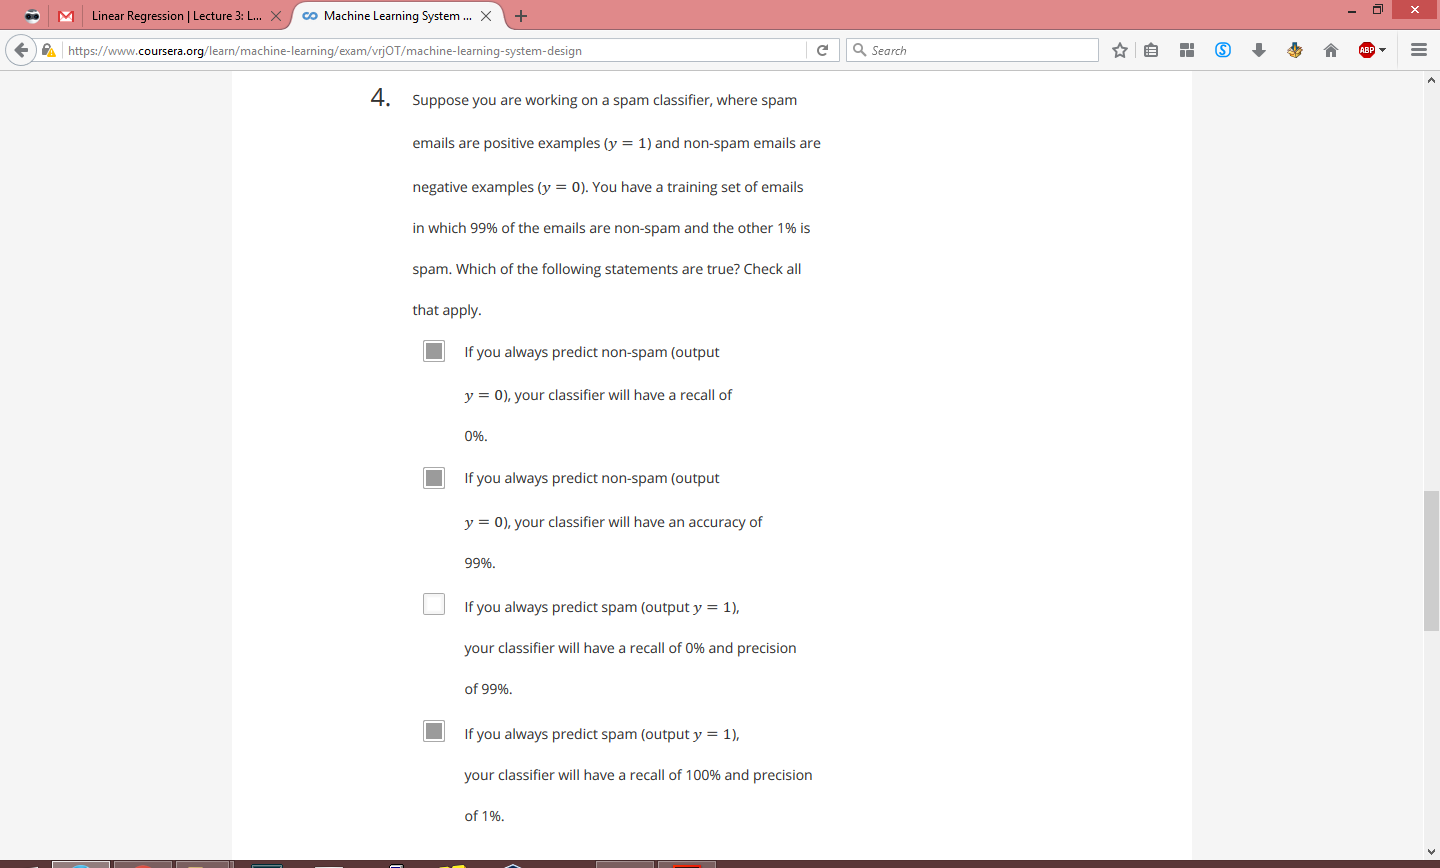 Linear Regression | Lecture 3: L...
Machine Learning System ...
https://www.coursera.org/learn/machine-learning/exam/vrjOT/machine-learning-system-design
Search
ABP
4.
Suppose you are working on a spam classifier, where spam
emails are positive examples (y = 1) and non-spam emails are
negative examples (y = 0). You have a training set of emails
in which 99% of the emails are non-spam and the other 1% is
spam. Which of the following statements are true? Check all
that apply.
If you always predict non-spam (output
y = 0), your classifier will have a recall of
0%.
If you always predict non-spam (output
y = 0), your classifier will have an accuracy of
99%.
If you always predict spam (output y = 1),
your classifier will have a recall of 0% and precision
of 99%.
If you always predict spam (output y = 1),
your classifier will have a recall of 100% and precision
of 1%.